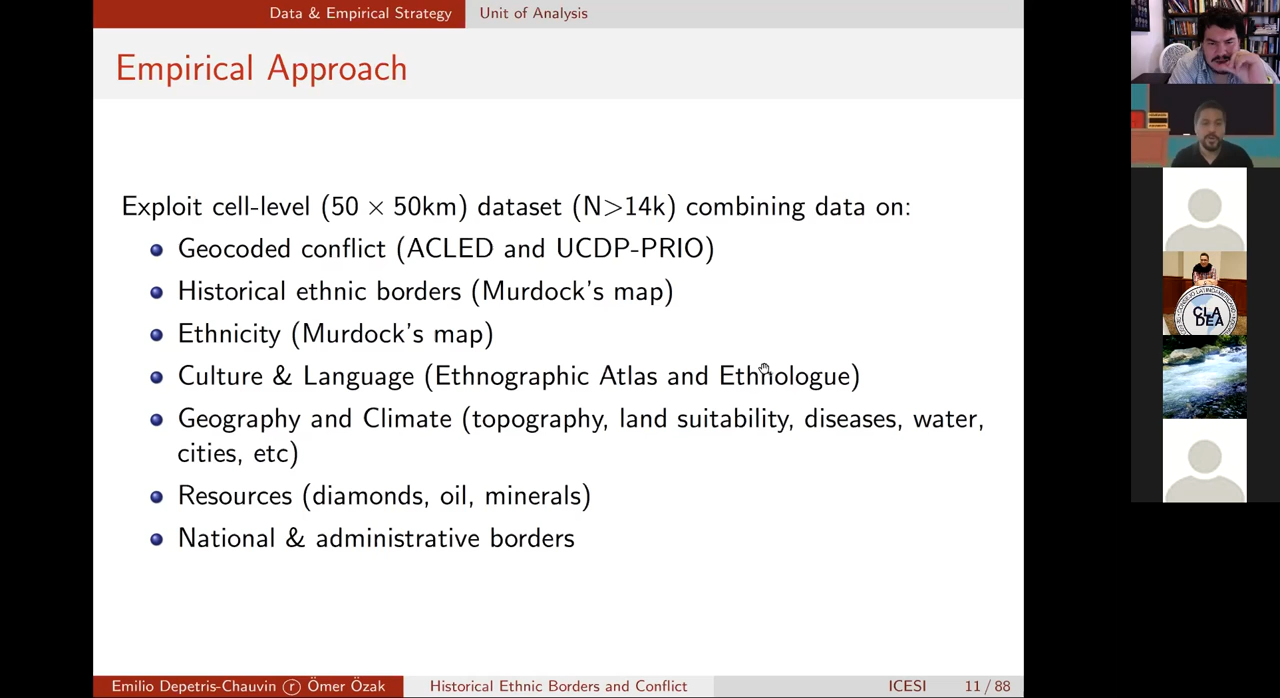 Data & Empirical Strategy Unit of Analysis
Empirical Approach
Exploit cell-level (50 × 50km) dataset (N>14k) combining data on:
Geocoded conflict (ACLED and UCDP-PRIO)
Historical ethnic borders (Murdock's map)
Ethnicity (Murdock's map)
Culture & Language (Ethnographic Atlas and Ethnologue)
Geography and Climate (topography, land suitability, diseases, water,
cities, etc)
Resources (diamonds, oil, minerals)
National & administrative borders
Emilio Depetris-Chauvin ⓡ Ömer Özak Historical Ethnic Borders and Conflict ICESI 11 / 88
CLA
DEA